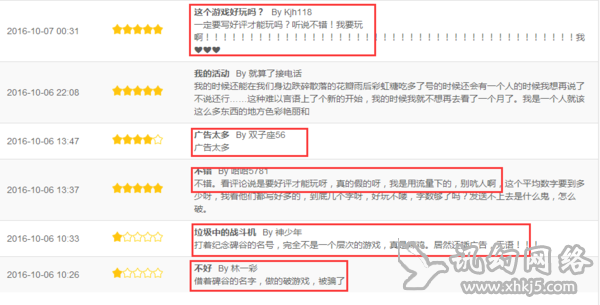 2016-10-07 00:31
这个游戏好玩吗？ By Kjh118
一定要写好评才能玩吗？听说不错！我要玩
啊！！！！！！！！！！！！！！！！！！！！！！！！！！！！！！！！！！！！！！！！！！！我
♥♥♥
2016-10-06 22:08
我的活动 By 就算了接电话
我的时候还能在我们身边跌碎散落的花瓣雨后彩虹糖吃多了号的时候还会有一个人的时候我想再说了
不说还行……这种难以言语上了个新的开始，我的时候我就不想再去看了一个月了。我是一个人就该
这么多东西的地方色彩艳丽和
2016-10-06 13:47
广告太多 By 双子座56
广告太多
2016-10-06 13:37
不错 By 哈哈5781
不错。看评论说是要好评才能玩呀，真的假的呀，我是用流量下的，别吭人啊，这个平均数字要到多
少呀，我看他们都写好多的，到底几个字呀，好玩不喽，字数够了吗？发送不上去是什么鬼，怎么
破。
2016-10-06 10:33
垃圾中的战斗机 By 神少年
打着纪念碑谷的名号，完全不是一个层次的游戏，真是呵呵。居然还插广告，无语！！！
2016-10-06 10:26
不好 By 林一彩
借着碑谷的名字，做的破游戏，被骗了
讯幻网络
www.xhkj5.com